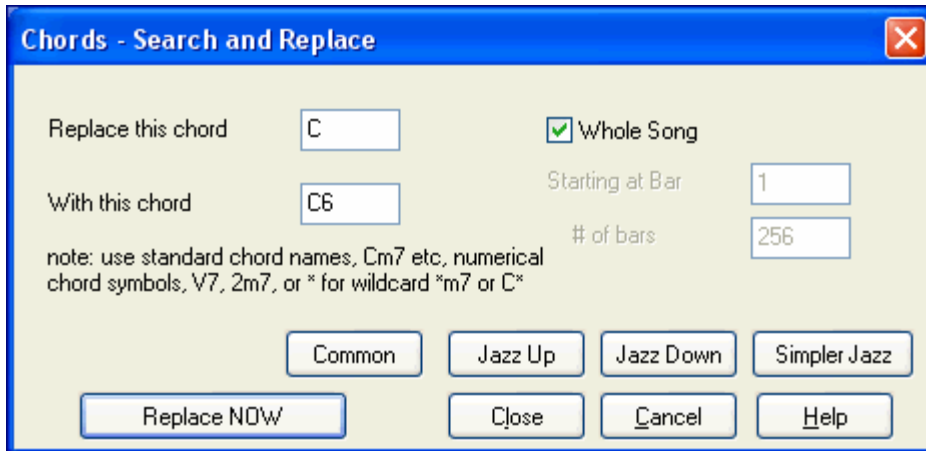 Chords - Search and Replace
Replace this chord
C
Whole Song
Starting at Bar
1
With this chord
C6
# of bars
256
note: use standard chord names, Cm7 etc, numerical
chord symbols, V7, 2m7, or * for wildcard *m7 or C*
Common
Jazz Up
Jazz Down
Simpler Jazz
Replace NOW
Close
Cancel
Help